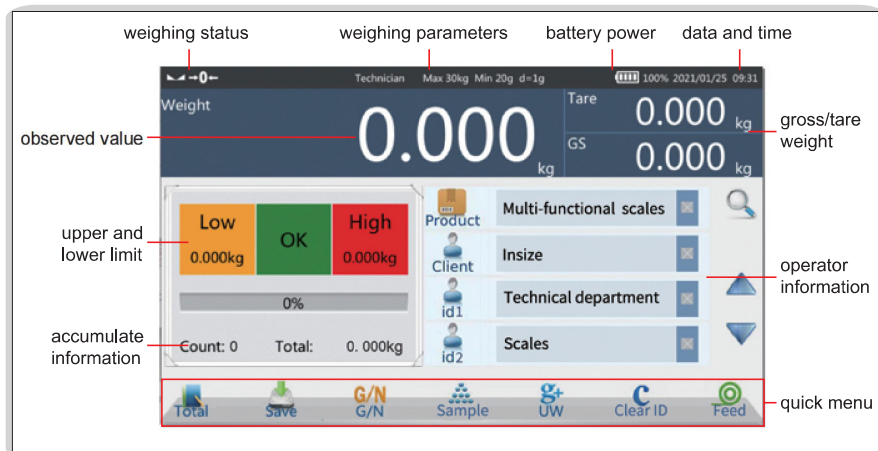 weighing status weighing parameters battery power data and time
→0← Technician Max 30kg Min 20g d=1g 100% 2021/01/25 09:31
Weight 0.000 kg
Tare 0.000 kg
GS 0.000 kg
observed value
gross/tare
weight
Low
0.000kg
OK
High
0.000kg
upper and
lower limit
0%
Count: 0 Total: 0. 000kg
accumulate
information
Product Multi-functional scales
Client Insize
id1 Technical department
id2 Scales
operator
information
Total Save G/N G/N Sample g+ UW C Clear ID Feed
quick menu